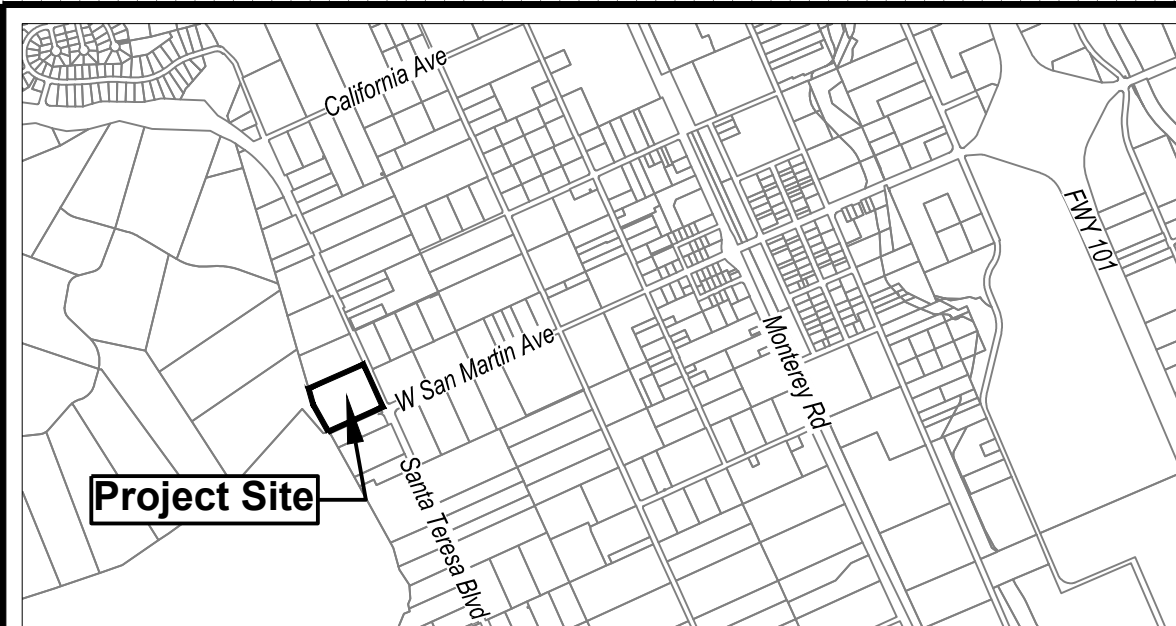 California Ave
FWY 101
W San Martin Ave
Monterey Rd
Project Site
Santa Teresa Blvd